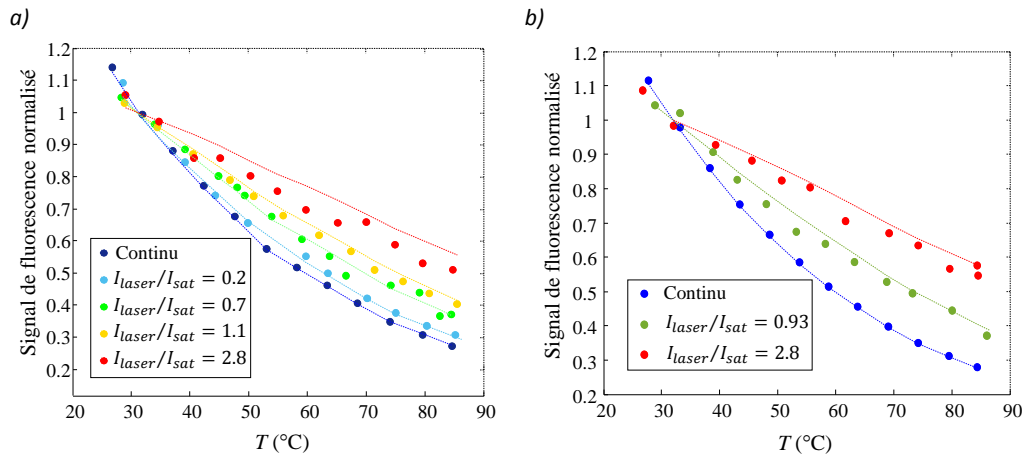 a)
Signal de fluorescence normalisé
1.2
1.1
1
0.9
0.8
0.7
0.6
0.5
0.4
0.3
0.2
Continu
I_laser/I_sat = 0.2
I_laser/I_sat = 0.7
I_laser/I_sat = 1.1
I_laser/I_sat = 2.8
20 30 40 50 60 70 80 90
T (°C)
b)
Signal de fluorescence normalisé
1.2
1.1
1
0.9
0.8
0.7
0.6
0.5
0.4
0.3
0.2
Continu
I_laser/I_sat = 0.93
I_laser/I_sat = 2.8
20 30 40 50 60 70 80 90
T (°C)